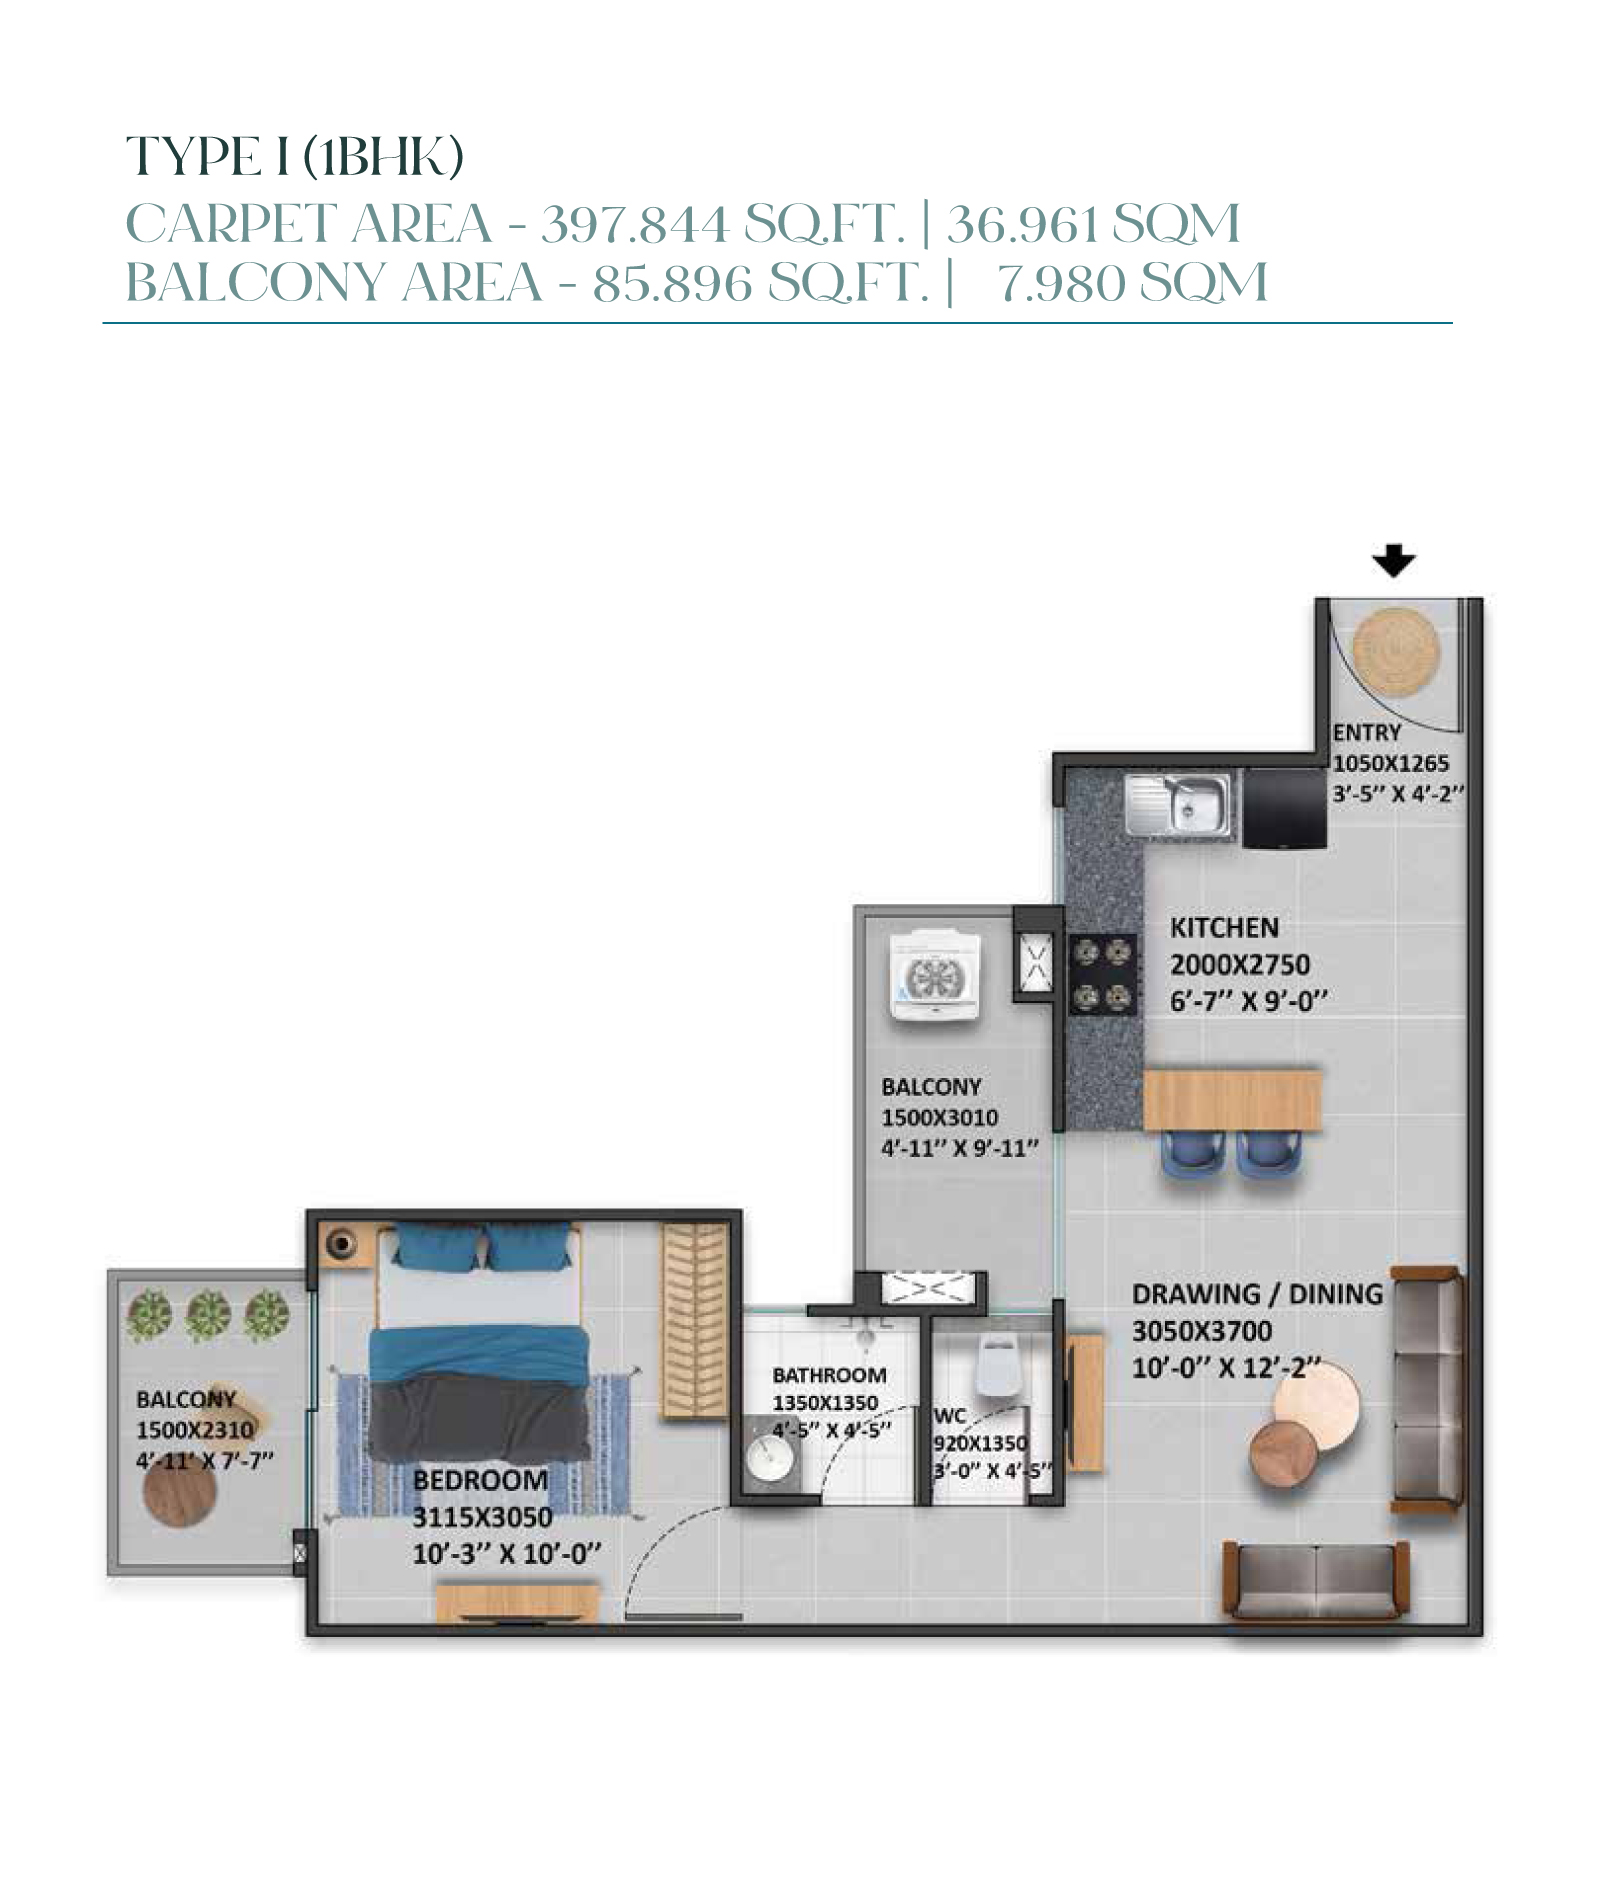 TYPE I (1BHK)
CARPET AREA - 397.844 SQ.FT. | 36.961 SQM
BALCONY AREA - 85.896 SQ.FT. | 7.980 SQM
ENTRY
1050X1265
3'-5'' X 4'-2''
KITCHEN
2000X2750
6'-7'' X 9'-0''
BALCONY
1500X3010
4'-11'' X 9'-11''
DRAWING / DINING
3050X3700
10'-0'' X 12'-2''
BATHROOM
1350X1350
4'-5'' X 4'-5''
WC
920X1350
3'-0'' X 4'-5''
BALCONY
1500X2310
4'-11' X 7'-7''
BEDROOM
3115X3050
10'-3'' X 10'-0''